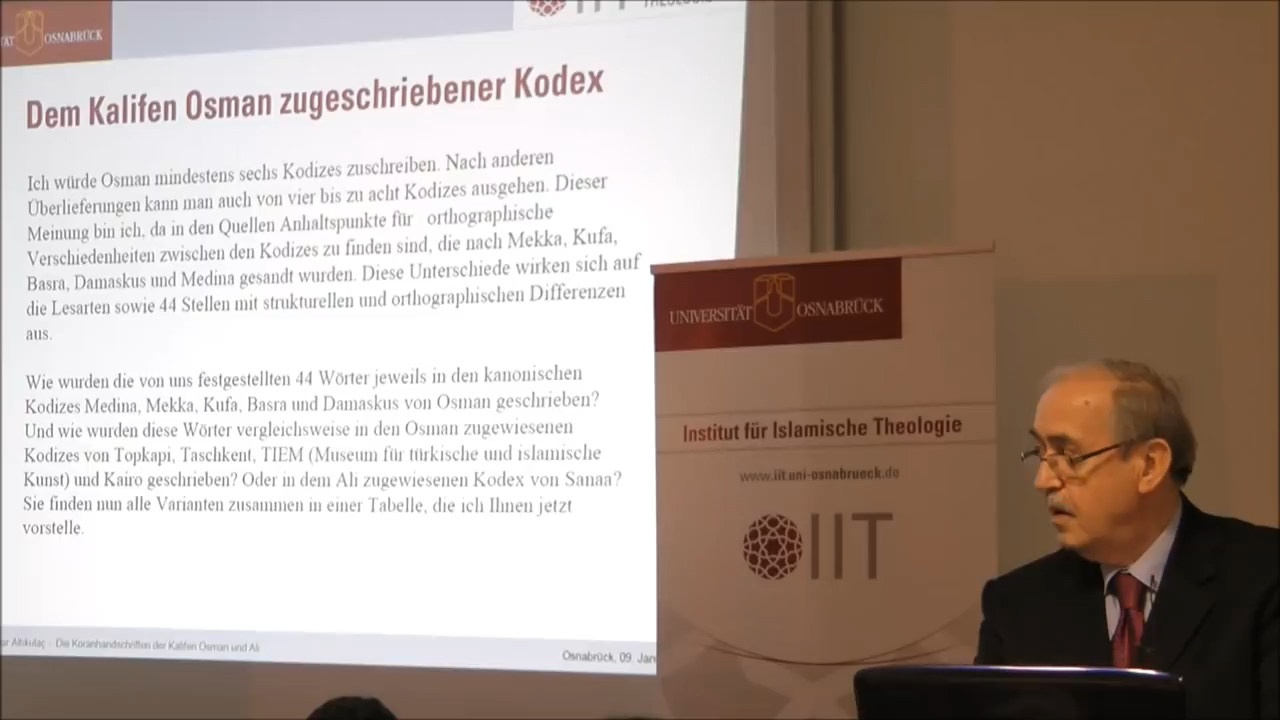 OSNABRÜCK
Dem Kalifen Osman zugeschriebener Kodex
Ich würde Osman mindestens sechs Kodizes zuschreiben. Nach anderen
Überlieferungen kann man auch von vier bis zu acht Kodizes ausgehen. Dieser
Meinung bin ich, da in den Quellen Anhaltspunkte für orthographische
Verschiedenheiten zwischen den Kodizes zu finden sind, die nach Mekka, Kufa,
Basra, Damaskus und Medina gesandt wurden. Diese Unterschiede wirken sich auf
die Lesarten sowie 44 Stellen mit strukturellen und orthographischen Differenzen
aus.
Wie wurden die von uns festgestellten 44 Wörter jeweils in den kanonischen
Kodizes Medina, Mekka, Kufa, Basra und Damaskus von Osman geschrieben?
Und wie wurden diese Wörter vergleichsweise in den Osman zugewiesenen
Kodizes von Topkapi, Taschkent, TIEM (Museum für türkische und islamische
Kunst) und Kairo geschrieben? Oder in dem Ali zugewiesenen Kodex von Sanaa?
Sie finden nun alle Varianten zusammen in einer Tabelle, die ich Ihnen jetzt
vorstelle.
Altıkulaç - Die Koranhandschriften der Kalifen Osman und Ali
Osnabrück, 09. Jan
UNIVERSITÄT OSNABRÜCK
Institut für Islamische Theologie
www.iit.uni-osnabrueck.de
IIT